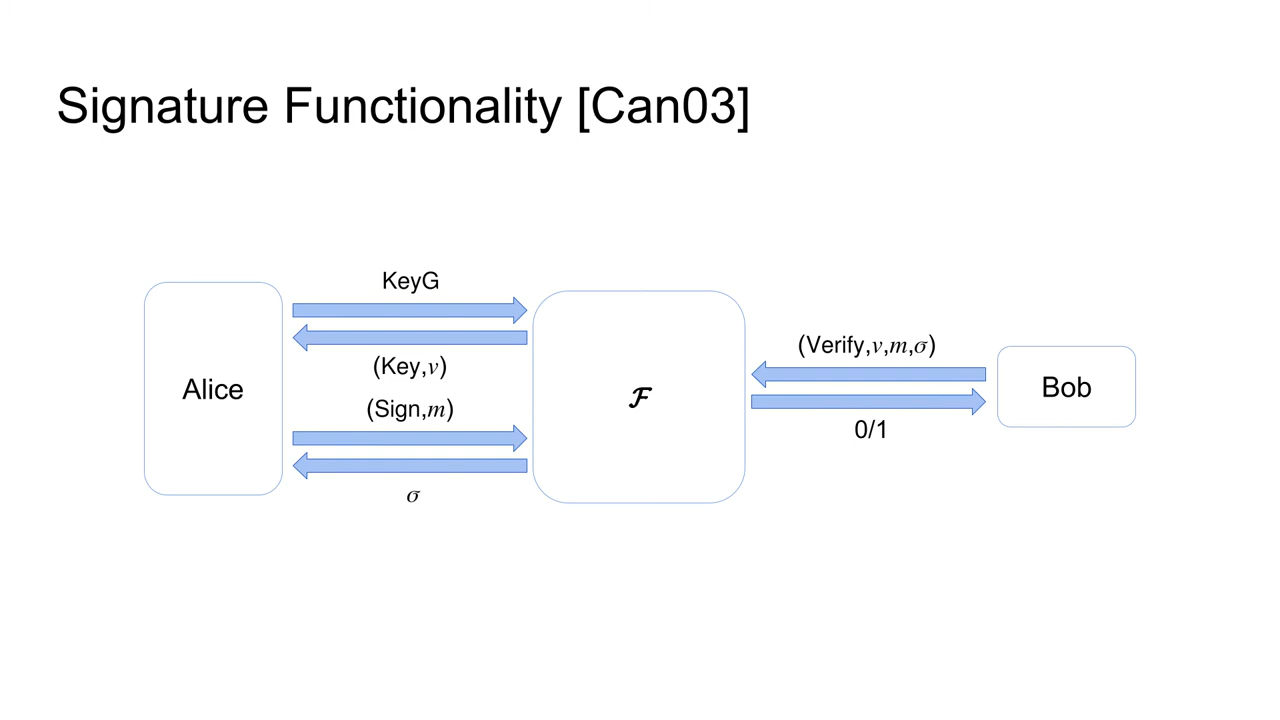 Signature Functionality [Can03]
KeyG
(Key,v)
(Sign,m)
σ
Alice
ℱ
(Verify,v,m,σ)
0/1
Bob